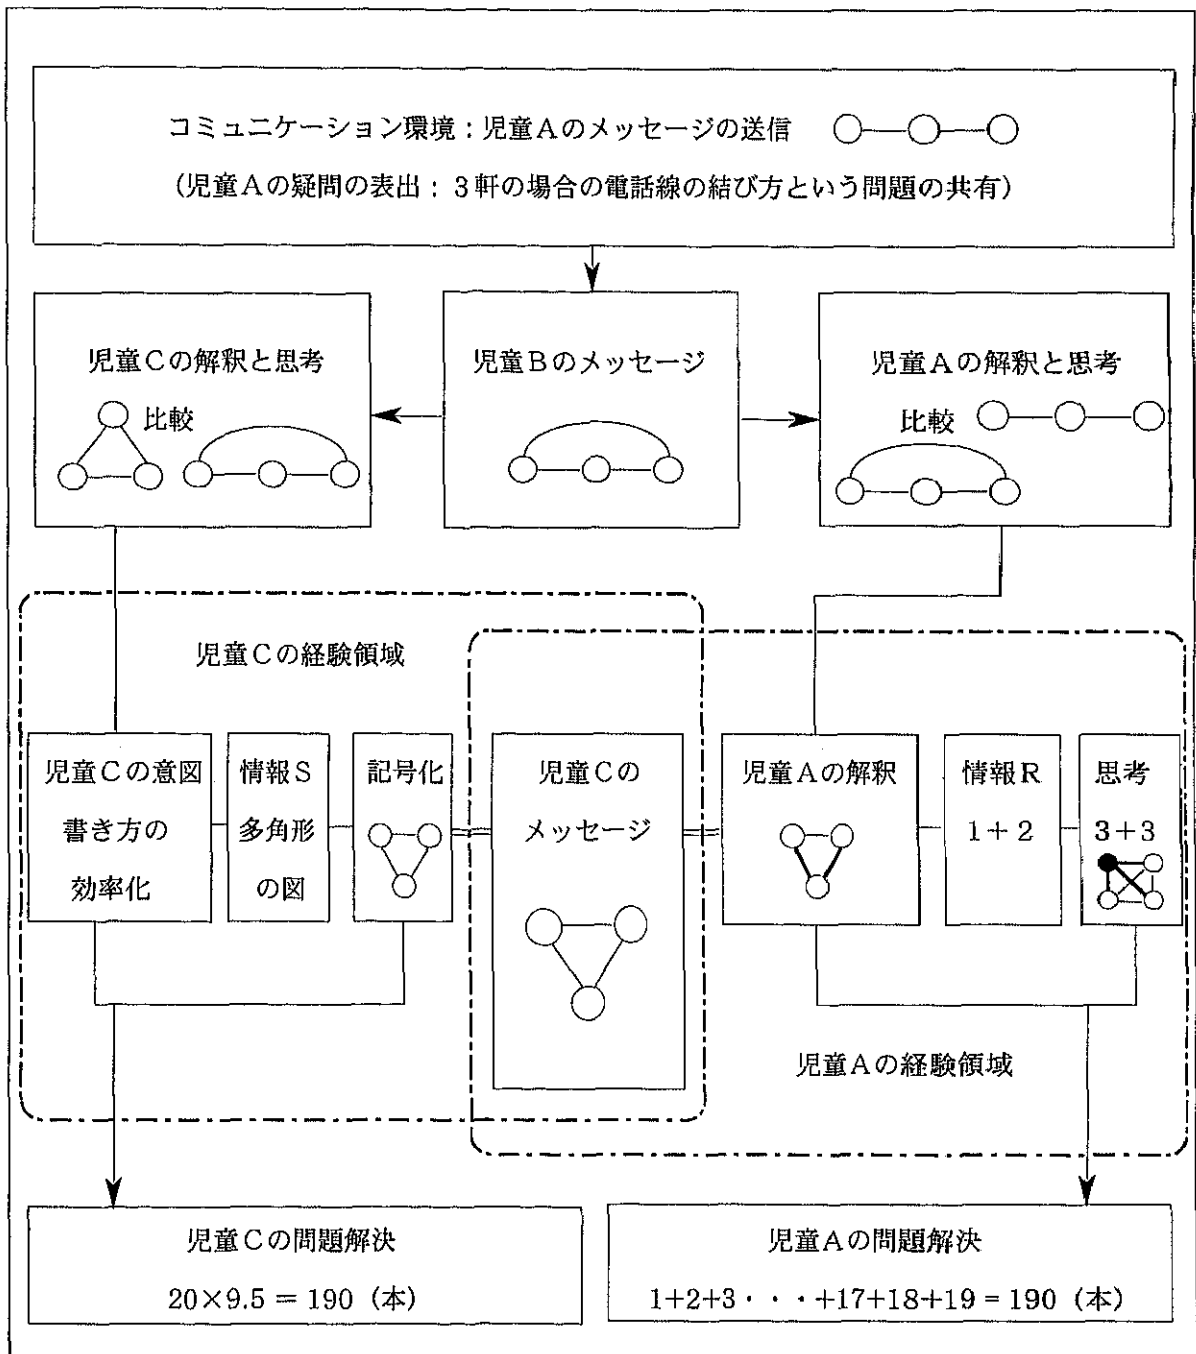 コミュニケーション環境：児童Aのメッセージの送信
（児童Aの疑問の表出：3軒の場合の電話線の結び方という問題の共有）
児童Cの解釈と思考
比較
児童Bのメッセージ
児童Aの解釈と思考
比較
児童Cの経験領域
児童Cの意図
書き方の
効率化
情報S
多角形
の図
記号化
児童Cの
メッセージ
児童Aの解釈
情報R
1＋2
思考
3＋3
児童Aの経験領域
児童Cの問題解決
20×9.5 = 190（本）
児童Aの問題解決
1+2+3・・・+17+18+19 = 190（本）